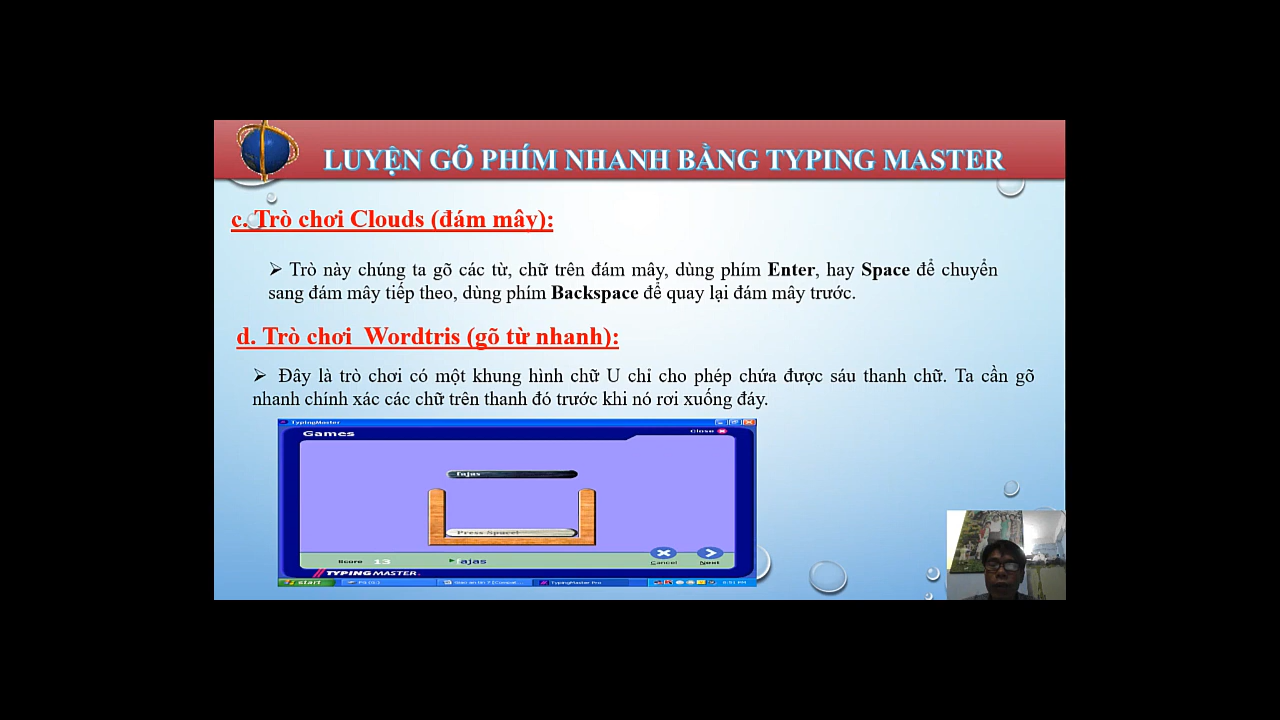 LUYỆN GÕ PHÍM NHANH BẰNG TYPING MASTER
c. Trò chơi Clouds (đám mây):
➢ Trò này chúng ta gõ các từ, chữ trên đám mây, dùng phím Enter, hay Space để chuyển
sang đám mây tiếp theo, dùng phím Backspace để quay lại đám mây trước.
d. Trò chơi Wordtris (gõ từ nhanh):
➢ Đây là trò chơi có một khung hình chữ U chỉ cho phép chứa được sáu thanh chữ. Ta cần gõ
nhanh chính xác các chữ trên thanh đó trước khi nó rơi xuống đáy.
TypingMaster
Games
Close
Press Space!
Score 13
ajas
Cancel
Next
TYPING MASTER
start
TypingMaster Pro